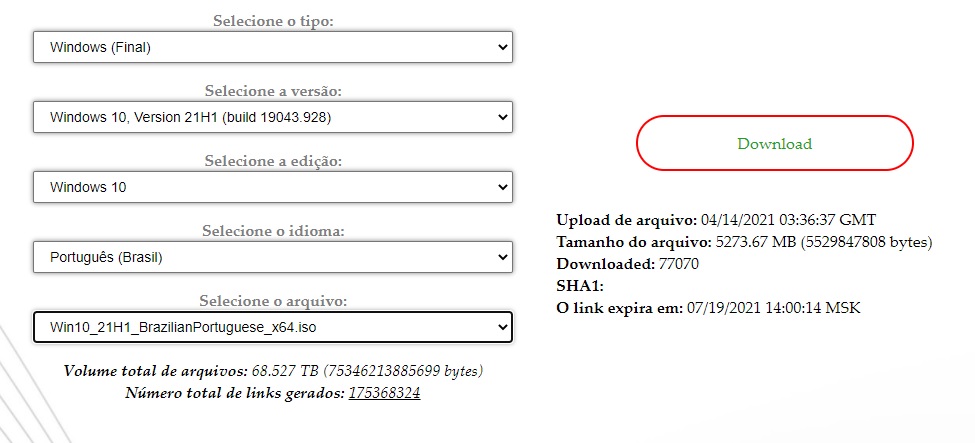 Selecione o tipo:
Windows (Final)
Selecione a versão:
Windows 10, Version 21H1 (build 19043.928)
Selecione a edição:
Windows 10
Selecione o idioma:
Português (Brasil)
Selecione o arquivo:
Win10_21H1_BrazilianPortuguese_x64.iso
Volume total de arquivos: 68.527 TB (75346213885699 bytes)
Número total de links gerados: 175368324
Download
Upload de arquivo: 04/14/2021 03:36:37 GMT
Tamanho do arquivo: 5273.67 MB (5529847808 bytes)
Downloaded: 77070
SHA1:
O link expira em: 07/19/2021 14:00:14 MSK